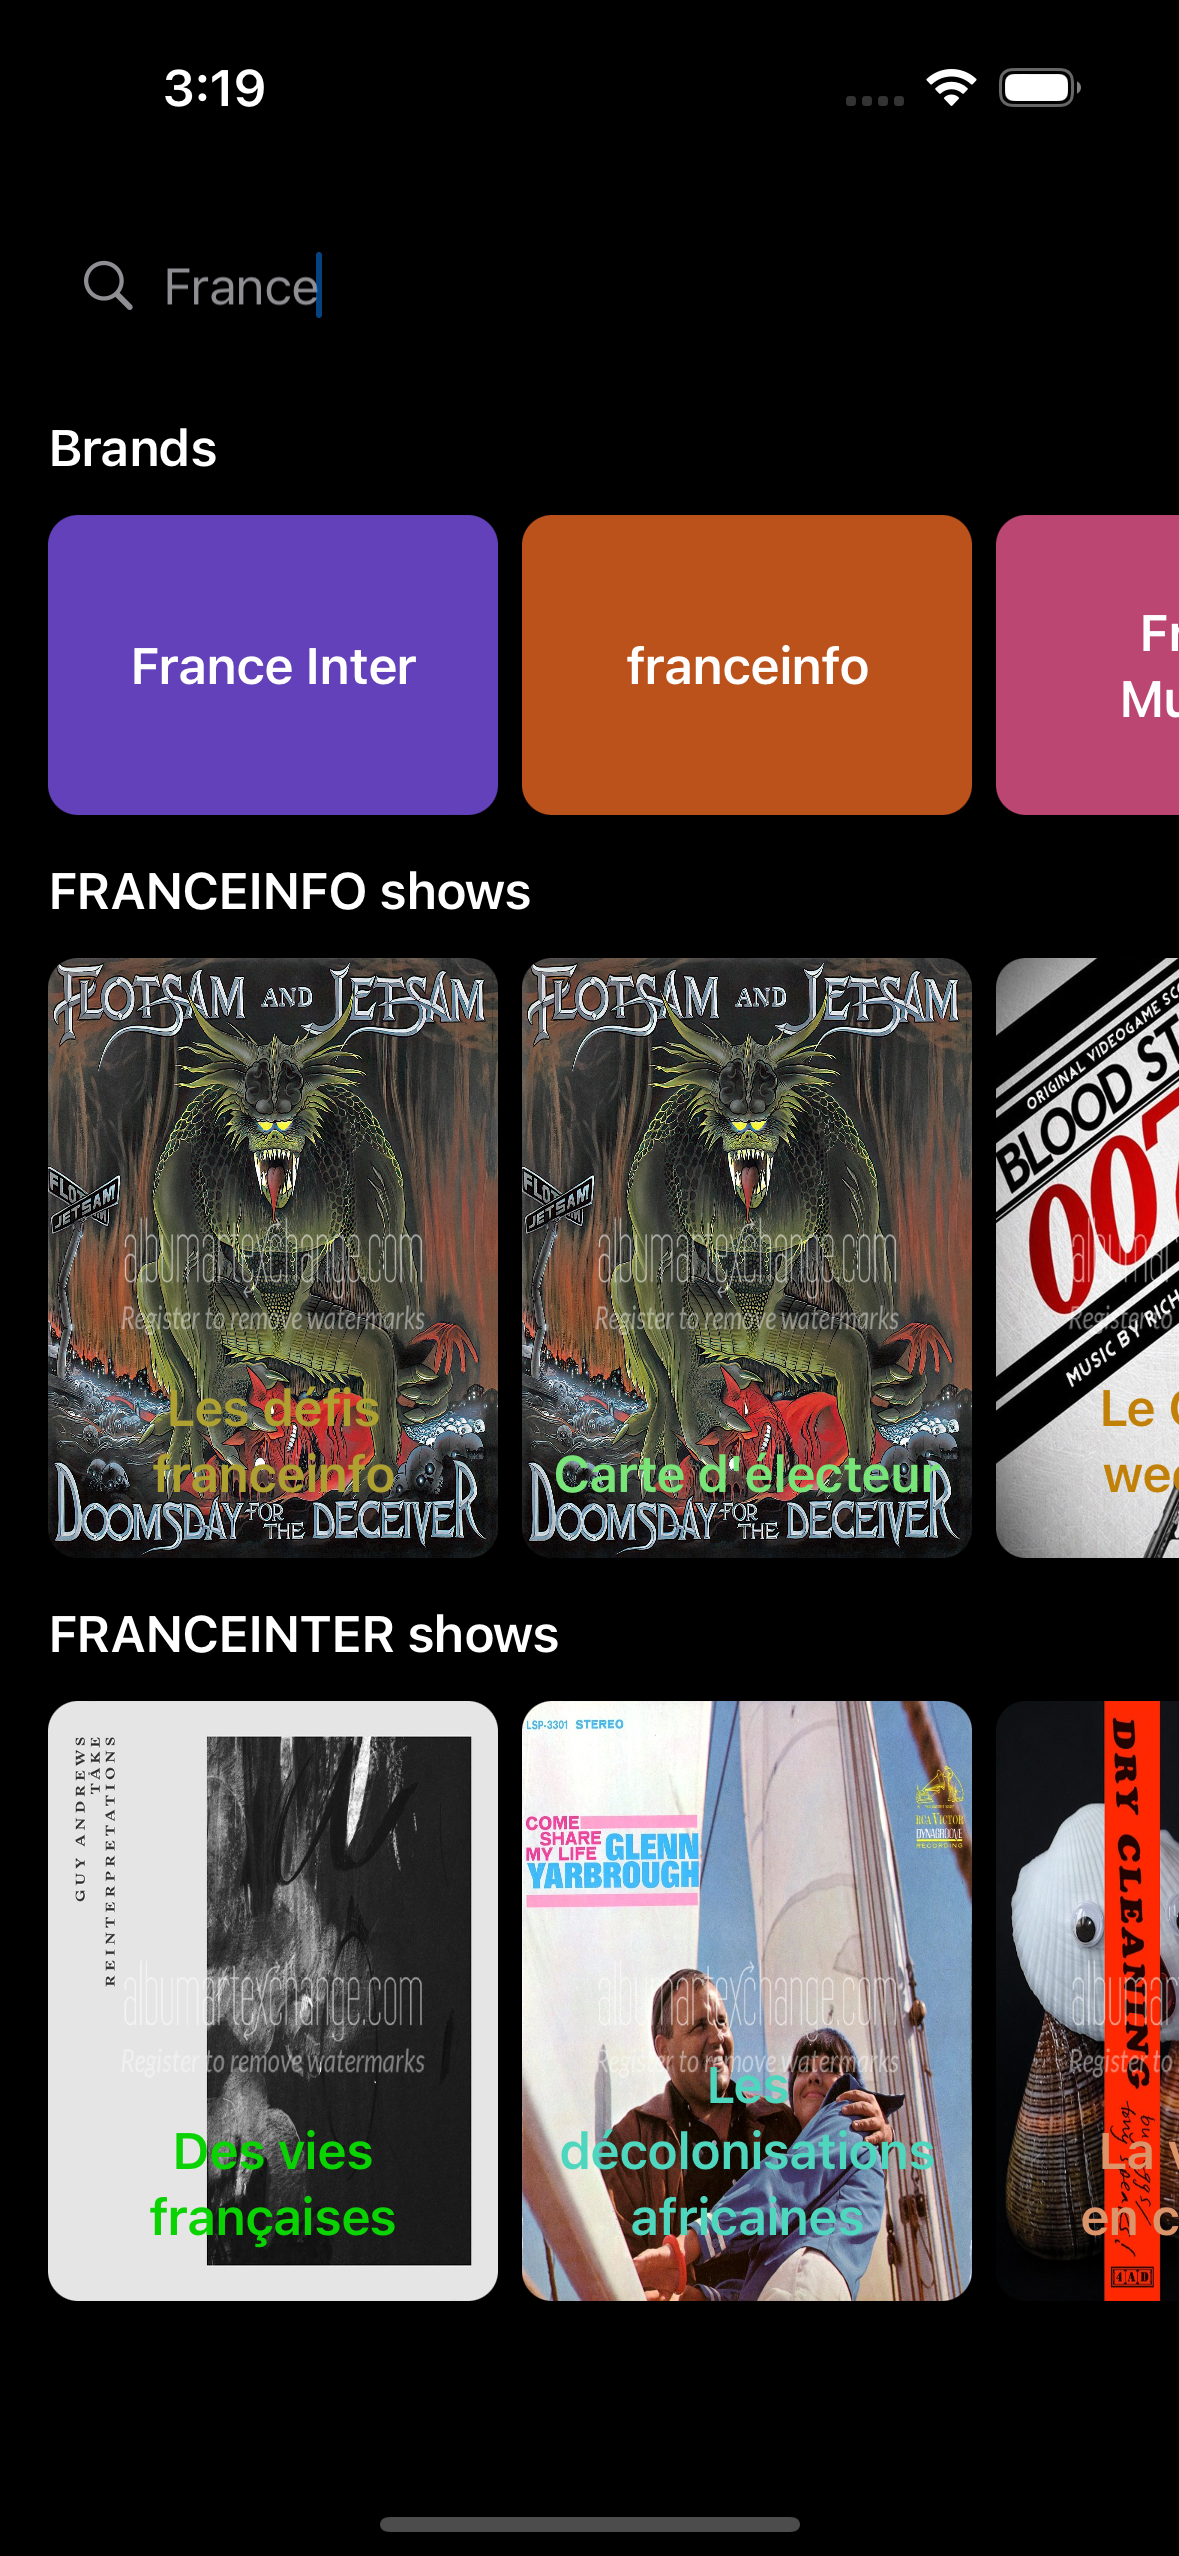 3:19
France
Brands
France Inter
franceinfo
Fr
Mu
FRANCEINFO shows
FLOTSAM AND JETSAM
FLOTSAM
JETSAM
albumartexchange.com
Register to remove watermarks
Les défis
franceinfo
DOOMSDAY FOR THE DECEIVER
FLOTSAM AND JETSAM
FLOTSAM
JETSAM
albumartexchange.com
Register to remove watermarks
Carte d'électeur
DOOMSDAY FOR THE DECEIVER
ORIGINAL VIDEOGAME SC
BLOOD ST
007
albumar
Register to
MUSIC BY RICH
Le
wee
FRANCEINTER shows
GUY ANDREWS
TÅKE
REINTERPRETATIONS
albumartexchange.com
Register to remove watermarks
Des vies
françaises
LSP-3301 STEREO
COME
SHARE
MY LIFE GLENN
YARBROUGH
RCA VICTOR
DYNAGROOVE
RECORDING
albumartexchange.com
Register to remove watermarks
Les
décolonisations
africaines
DRY CLEANING
albumar
Register to
La v
en c
4AD